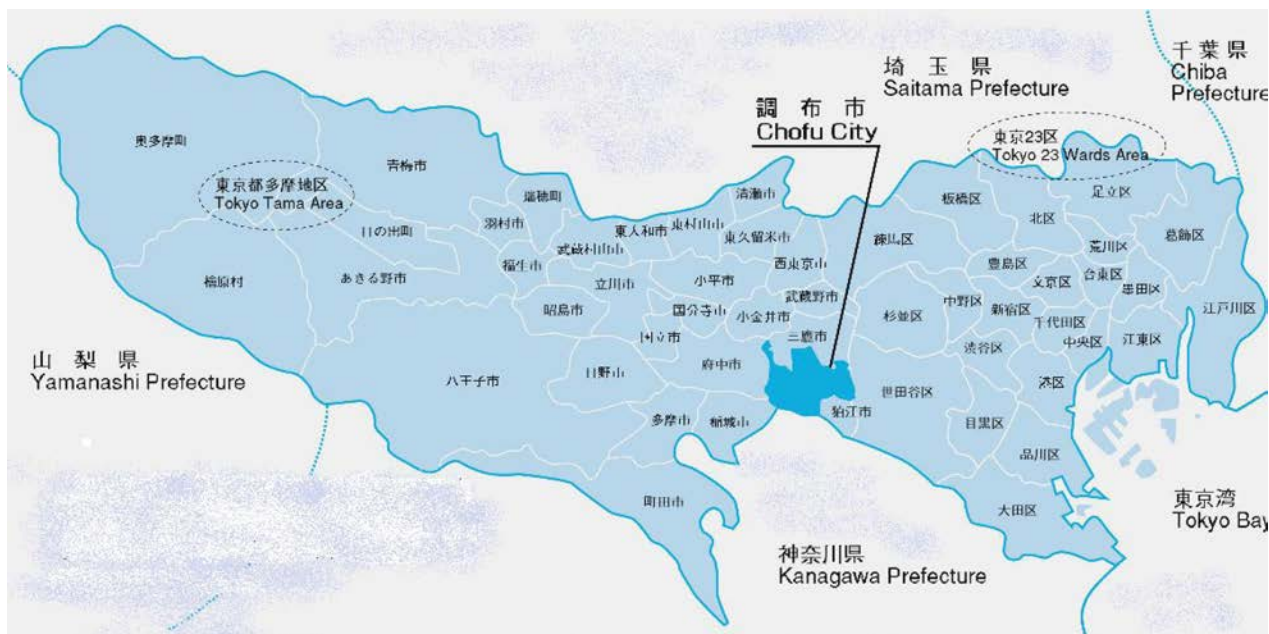 千葉県
Chiba
Prefecture
埼玉県
Saitama Prefecture
調布市
Chofu City
東京23区
Tokyo 23 Wards Area
奥多摩町
青梅市
東京都多摩地区
Tokyo Tama Area
瑞穂町
羽村市
日の出町
福生市
武蔵村山市
東大和市
東村山市
清瀬市
東久留米市
西東京市
練馬区
板橋区
北区
足立区
葛飾区
荒川区
豊島区
文京区
台東区
墨田区
江戸川区
檜原村
あきる野市
昭島市
立川市
小平市
国分寺市
小金井市
武蔵野市
三鷹市
杉並区
中野区
新宿区
千代田区
中央区
江東区
渋谷区
港区
山梨県
Yamanashi Prefecture
八王子市
日野市
国立市
府中市
多摩市
稲城市
狛江市
世田谷区
目黒区
品川区
大田区
町田市
東京湾
Tokyo Bay
神奈川県
Kanagawa Prefecture